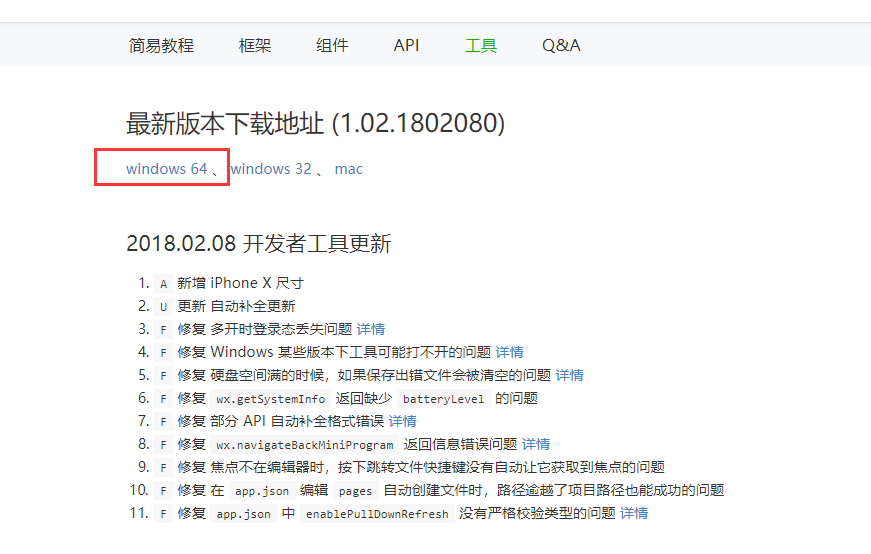 简易教程 框架 组件 API 工具 Q&A
最新版本下载地址 (1.02.1802080)
windows 64 、 windows 32 、 mac
2018.02.08 开发者工具更新
1. A 新增 iPhone X 尺寸
2. U 更新 自动补全更新
3. F 修复 多开时登录态丢失问题 详情
4. F 修复 Windows 某些版本下工具可能打不开的问题 详情
5. F 修复 硬盘空间满的时候，如果保存出错文件会被清空的问题 详情
6. F 修复 wx.getSystemInfo 返回缺少 batteryLevel 的问题
7. F 修复 部分 API 自动补全格式错误 详情
8. F 修复 wx.navigateBackMiniProgram 返回信息错误问题 详情
9. F 修复 焦点不在编辑器时，按下跳转文件快捷键没有自动让它获取到焦点的问题
10. F 修复 在 app.json 编辑 pages 自动创建文件时，路径逾越了项目路径也能成功的问题
11. F 修复 app.json 中 enablePullDownRefresh 没有严格校验类型的问题 详情